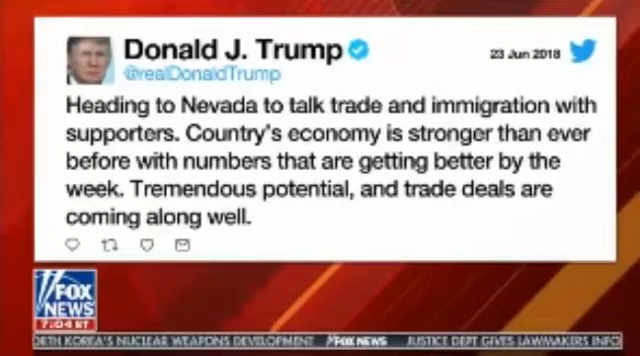 Donald J. Trump
23 Jun 2018
@realDonaldTrump
Heading to Nevada to talk trade and immigration with
supporters. Country's economy is stronger than ever
before with numbers that are getting better by the
week. Tremendous potential, and trade deals are
coming along well.
FOX
NEWS
7:04 ET
KOREA'S NUCLEAR WEAPONS DEVELOPMENT FOX NEWS JUSTICE DEPT GIVES LAWMAKERS INFO